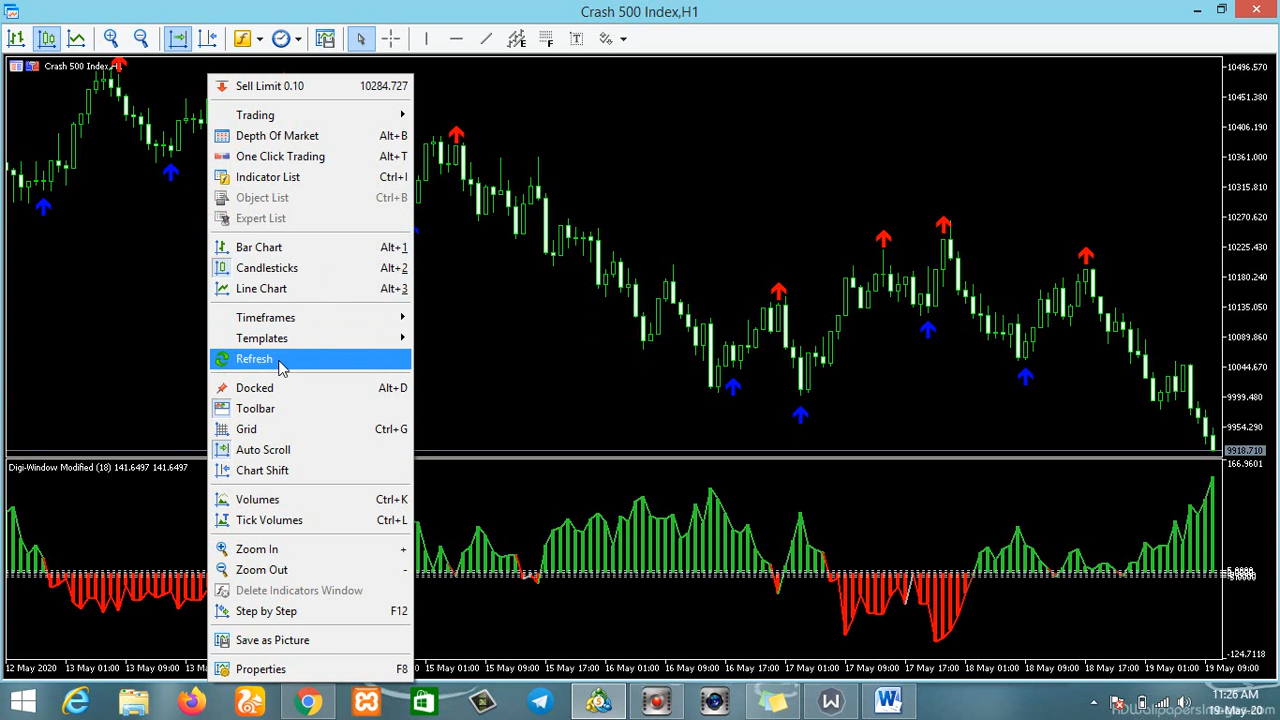 Crash 500 Index,H1
Crash 500 Index,H
Sell Limit 0.10 10284.727
Trading
Depth Of Market Alt+B
One Click Trading Alt+T
Indicator List Ctrl+I
Object List Ctrl+B
Expert List
Bar Chart Alt+1
Candlesticks Alt+2
Line Chart Alt+3
Timeframes
Templates
Refresh
Docked Alt+D
Toolbar
Grid Ctrl+G
Auto Scroll
Chart Shift
Volumes Ctrl+K
Tick Volumes Ctrl+L
Zoom In +
Zoom Out -
Delete Indicators Window
Step by Step F12
Save as Picture
Properties F8
10496.570
10451.380
10406.190
10361.000
10315.810
10270.620
10225.430
10180.240
10135.050
10089.860
10044.670
9999.480
9954.290
9918.710
Digi-Window Modified (18) 141.6497 141.6497
166.9601
-124.7118
12 May 2020 13 May 01:00 13 May 09:00 13 Ma 15 May 01:00 15 May 09:00 15 May 17:00 16 May 01:00 16 May 09:00 16 May 17:00 17 May 01:00 17 May 09:00 17 May 17:00 18 May 01:00 18 May 09:00 18 May 17:00 19 May 01:00 19 May 09:00
11:26 AM
19-May-20